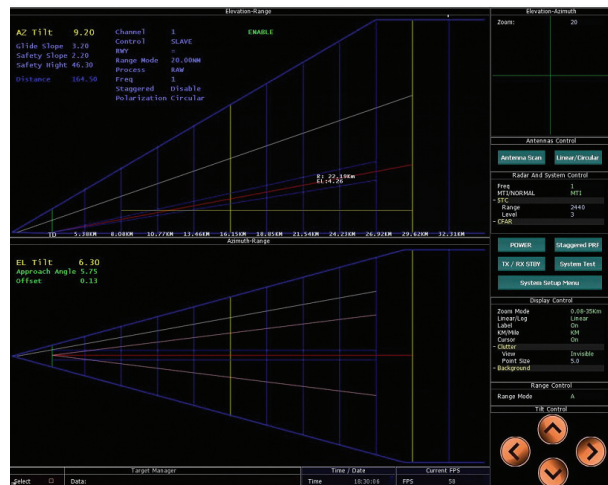 Elevation-Range
AZ Tilt 9.20
Glide Slope 3.20
Safety Slope 2.20
Safety Hight 46.30
Distance 164.50
Channel 1
Control SLAVE
RWY =
Range Mode 20.00NM
Process RAW
Freq 1
Staggered Disable
Polarization Circular
ENABLE
R: 22.19Km
EL:4.26
TD 5.38KM 8.08KM 10.77KM 13.46KM 16.15KM 18.85KM 21.54KM 24.23KM 26.92KM 29.62KM 32.31KM
Azimuth-Range
EL Tilt 6.30
Approach Angle 5.75
Offset 0.13
Elevation-Azimuth
Zoom: 20
Antennas Control
Antenna Scan Linear/Circular
Radar And System Control
Freq 1
MTI/NORMAL MTI
- STC
Range 2440
Level 3
- CFAR
POWER Staggered PRF
TX / RX STBY System Test
System Setup Menu
Display Control
Zoom Mode 0.08-35Km
Linear/Log Linear
Label On
KM/Mile KM
Cursor On
- Clutter
View Invisible
Point Size 5.0
- Background
Range Control
Range Mode A
Tilt Control
Target Manager
Select Data:
Time / Date
Time 18:30:06
Current FPS
FPS 58